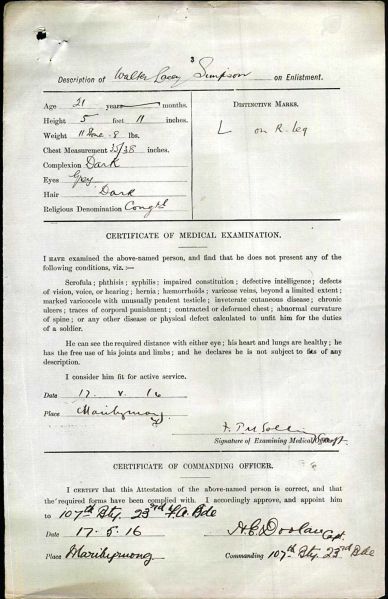 3
Description of Walter Lacey Simpson on Enlistment.
Age 21 years months.
Height 5 feet 11 inches.
Weight 11 Stone 8 lbs.
Chest Measurement 35/38 inches.
Complexion Dark
Eyes Grey
Hair Dark
Religious Denomination Congtl
DISTINCTIVE MARKS.
L on R. leg
CERTIFICATE OF MEDICAL EXAMINATION.
I HAVE examined the above-named person, and find that he does not present any of the
following conditions, viz. :—
Scrofula; phthisis; syphilis; impaired constitution; defective intelligence; defects
of vision, voice, or hearing; hernia; hemorrhoids; varicose veins, beyond a limited extent;
marked varicocele with unusually pendent testicle; inveterate cutaneous disease; chronic
ulcers; traces of corporal punishment; contracted or deformed chest; abnormal curvature
of spine; or any other disease or physical defect calculated to unfit him for the duties
of a soldier.
He can see the required distance with either eye; his heart and lungs are healthy; he
has the free use of his joints and limbs; and he declares he is not subject to fits of any
description.
I consider him fit for active service.
Date 17. V. 16
Place Maribyrnong
Signature of Examining Medical
CERTIFICATE OF COMMANDING OFFICER.
I CERTIFY that this Attestation of the above-named person is correct, and that
the required forms have been complied with. I accordingly approve, and appoint him
to 107th Bty. 23rd F.A. Bde
Date 17. 5. 16
Capt.
Place Maribyrnong
Commanding 107th Bty. 23rd Bde